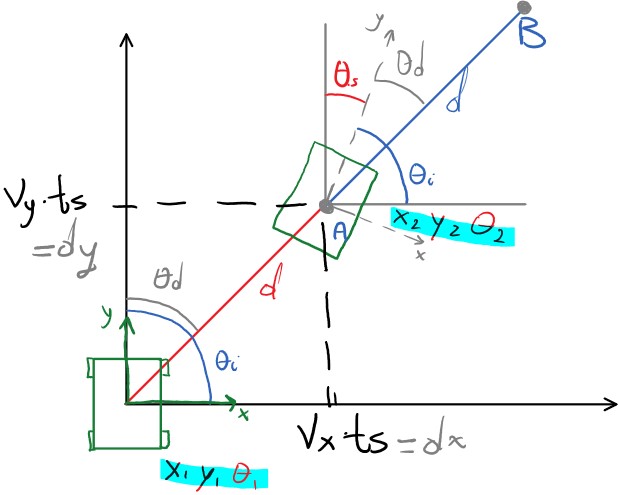 y
B
θs
θd
d
θi
Vy·ts
=dy
A
x₂ y₂ θ₂
x
θd
d
y
θi
x
Vx·ts =dx
x₁ y₁ θ₁